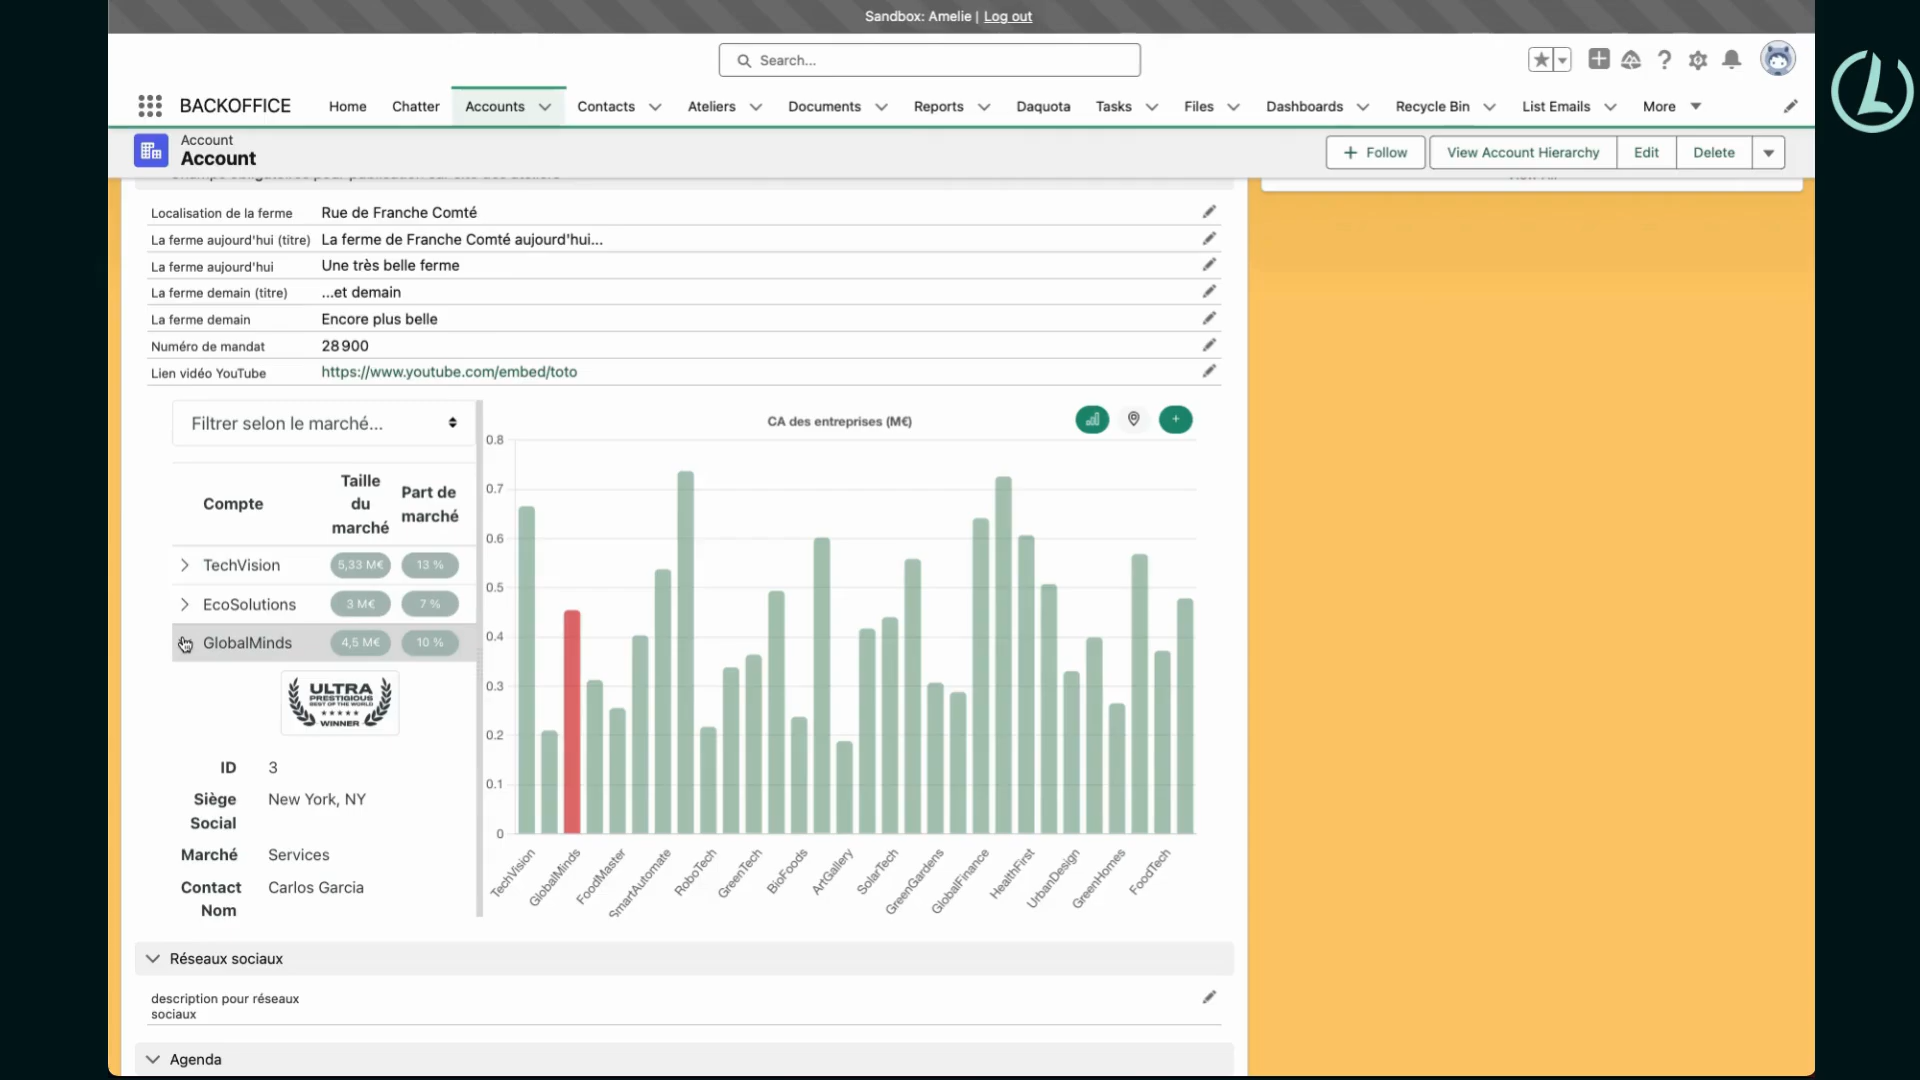 Sandbox: Amelie | Log out
Search...
BACKOFFICE Home Chatter Accounts Contacts Ateliers Documents Reports Daquota Tasks Files Dashboards Recycle Bin List Emails More
Account
Account
Follow View Account Hierarchy Edit Delete
Localisation de la ferme Rue de Franche Comté
La ferme aujourd'hui (titre) La ferme de Franche Comté aujourd'hui...
La ferme aujourd'hui Une très belle ferme
La ferme demain (titre) ...et demain
La ferme demain Encore plus belle
Numéro de mandat 28 900
Lien vidéo YouTube https://www.youtube.com/embed/toto
Filtrer selon le marché...
Compte Taille du marché Part de marché
TechVision 5,33 M€ 13 %
EcoSolutions 3 M€ 7 %
GlobalMinds 4,5 M€ 10 %
ULTRA
PRESTIGIOUS
BEST OF THE WORLD
WINNER
ID 3
Siège Social New York, NY
Marché Services
Contact Nom Carlos Garcia
CA des entreprises (M€)
0.8
0.7
0.6
0.5
0.4
0.3
0.2
0.1
0
TechVision GlobalMinds FoodMaster SmartAutomate RoboTech GreenTech BioFoods ArtGallery SolarTech GreenGardens GlobalFinance HealthFirst UrbanDesign GreenHomes FoodTech
Réseaux sociaux
description pour réseaux
sociaux
Agenda